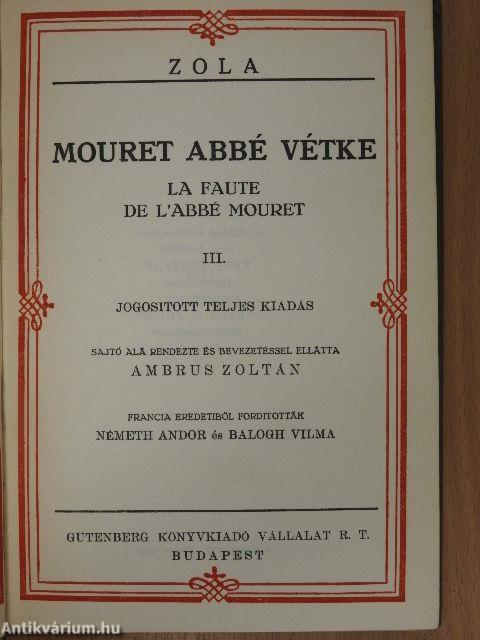 ZOLA
MOURET ABBÉ VÉTKE
LA FAUTE
DE L'ABBÉ MOURET
III.
JOGOSITOTT TELJES KIADÁS
SAJTÓ ALÁ RENDEZTE ÉS BEVEZETÉSSEL ELLÁTTA
AMBRUS ZOLTÁN
FRANCIA EREDETIBŐL FORDITOTTÁK
NÉMETH ANDOR és BALOGH VILMA
GUTENBERG KÖNYVKIADÓ VÁLLALAT R. T.
BUDAPEST
Antikvárium.hu